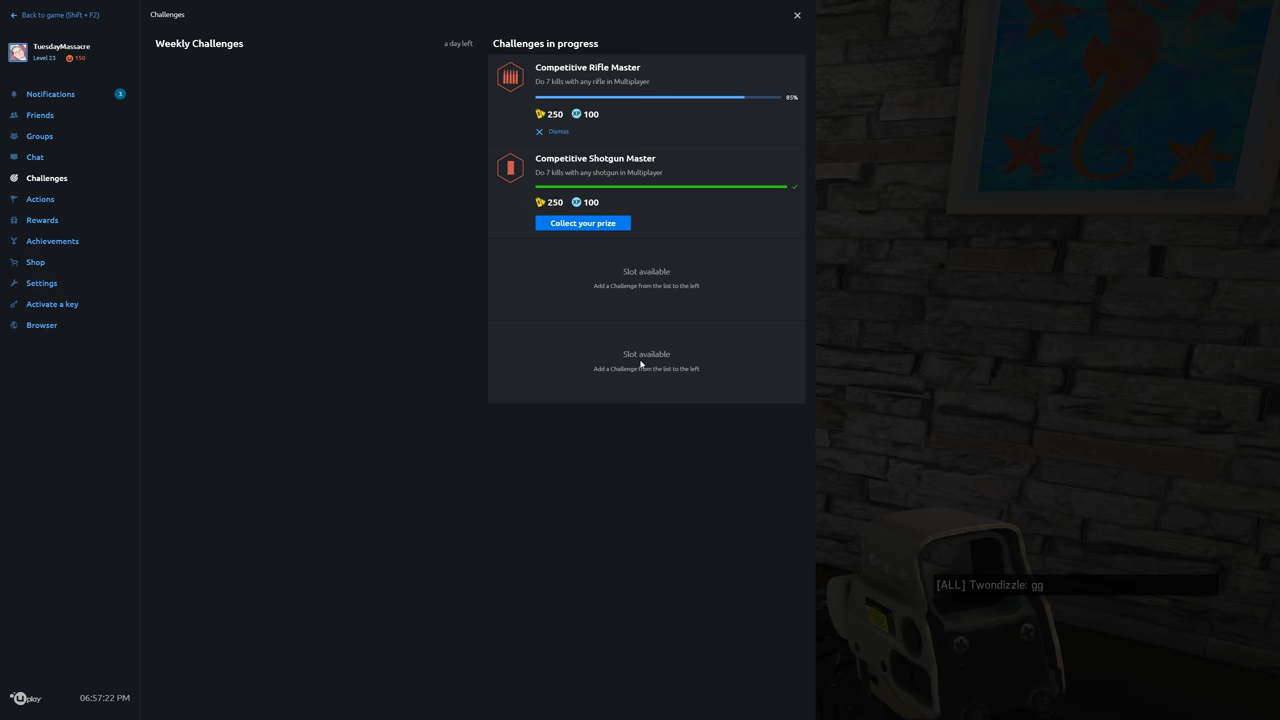 Back to game (Shift + F2)
TuesdayMassacre
Level 23
150
Notifications
3
Friends
Groups
Chat
Challenges
Actions
Rewards
Achievements
Shop
Settings
Activate a key
Browser
uplay
06:57:22 PM
Challenges
Weekly Challenges
a day left
Challenges in progress
Competitive Rifle Master
Do 7 kills with any rifle in Multiplayer
85%
250
XP 100
Dismiss
Competitive Shotgun Master
Do 7 kills with any shotgun in Multiplayer
250
XP 100
Collect your prize
Slot available
Add a Challenge from the list to the left
Slot available
Add a Challenge from the list to the left
[ALL] Twondizzle: gg